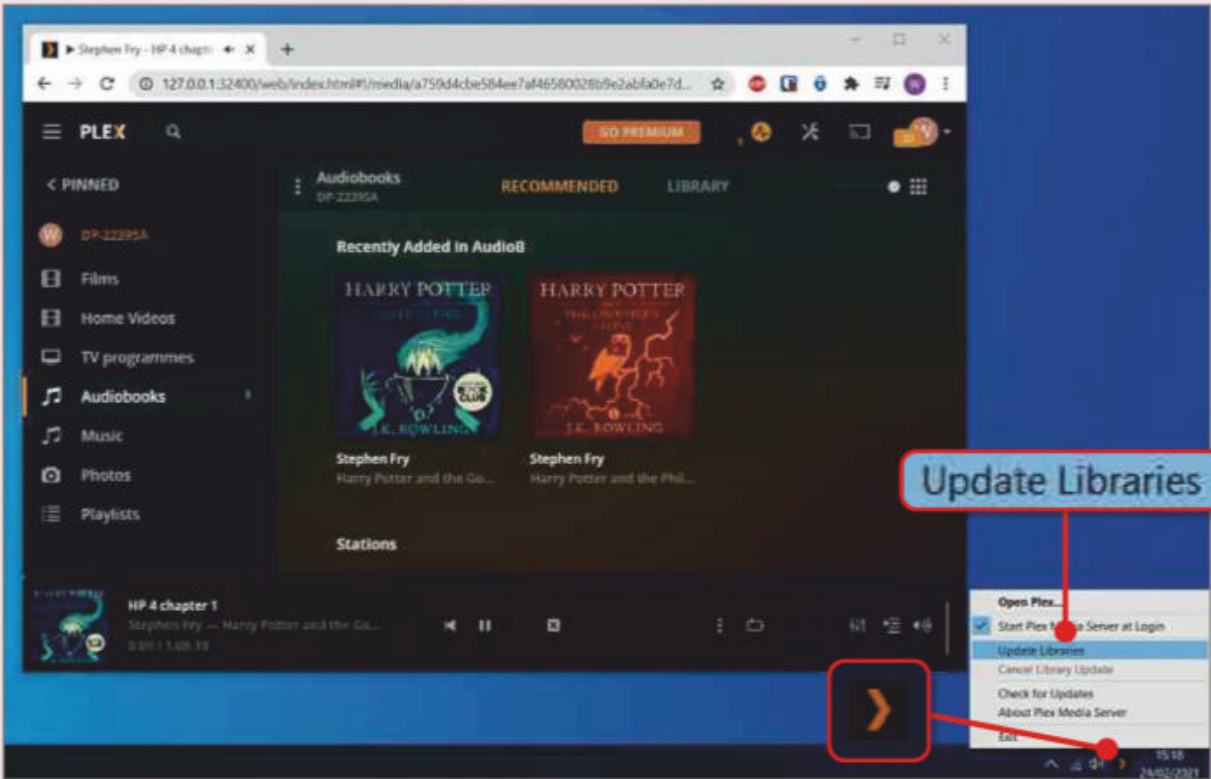 Stephen Fry - HP 4 chapt
127.0.0.1:32400/web/index.html#!/media/
PLEX
GO PREMIUM
< PINNED
Audiobooks
RECOMMENDED
LIBRARY
DP-22395A
W
DP-22395A
Recently Added in AudioB
Films
Home Videos
TV programmes
Audiobooks
Music
Photos
Playlists
HARRY POTTER
J.K. ROWLING
HARRY POTTER
J.K. ROWLING
Stephen Fry
Harry Potter and the Go...
Stephen Fry
Harry Potter and the Phil...
Stations
Update Libraries
HP 4 chapter 1
Stephen Fry — Harry Potter and the Go...
Open Plex...
Start Plex Media Server at Login
Update Libraries
Cancel Library Update
Check for Updates
About Plex Media Server
Exit
15:18
24/02/2021